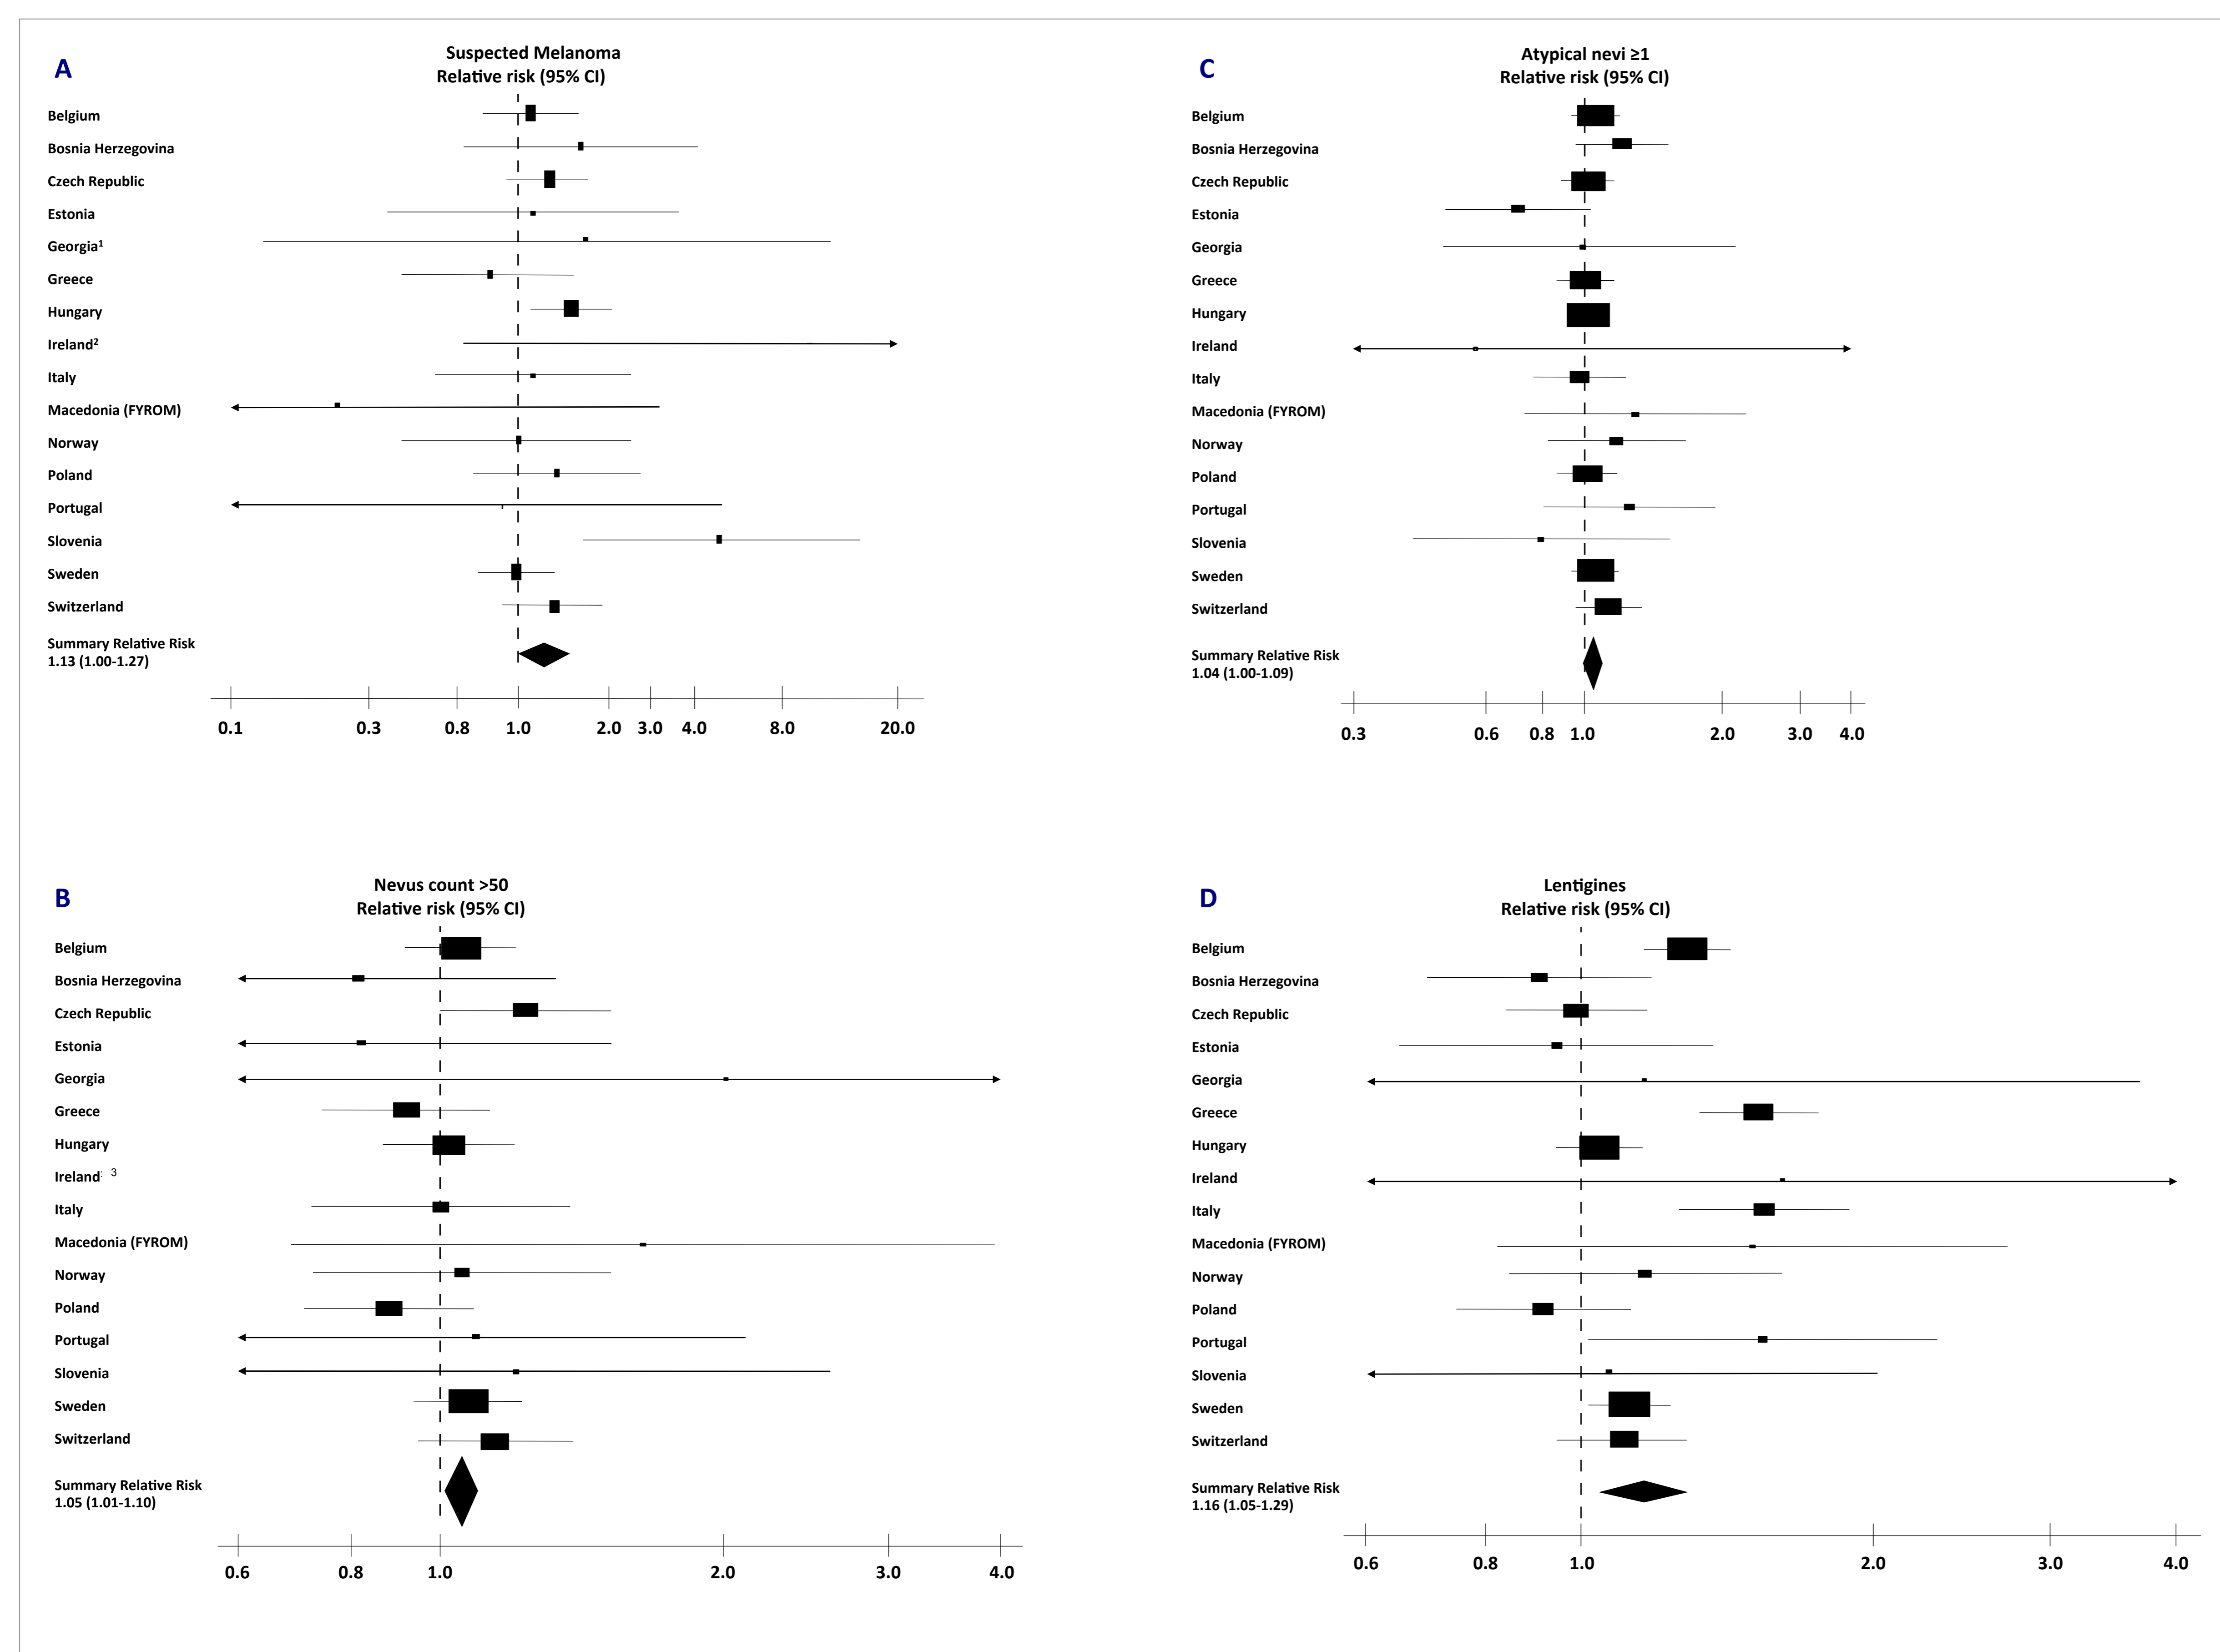 A
Suspected Melanoma
Relative risk (95% CI)
Belgium
Bosnia Herzegovina
Czech Republic
Estonia
Georgia¹
Greece
Hungary
Ireland²
Italy
Macedonia (FYROM)
Norway
Poland
Portugal
Slovenia
Sweden
Switzerland
Summary Relative Risk
1.13 (1.00-1.27)
0.1 0.3 0.8 1.0 2.0 3.0 4.0 8.0 20.0
C
Atypical nevi ≥1
Relative risk (95% CI)
Belgium
Bosnia Herzegovina
Czech Republic
Estonia
Georgia
Greece
Hungary
Ireland
Italy
Macedonia (FYROM)
Norway
Poland
Portugal
Slovenia
Sweden
Switzerland
Summary Relative Risk
1.04 (1.00-1.09)
0.3 0.6 0.8 1.0 2.0 3.0 4.0
B
Nevus count >50
Relative risk (95% CI)
Belgium
Bosnia Herzegovina
Czech Republic
Estonia
Georgia
Greece
Hungary
Ireland 3
Italy
Macedonia (FYROM)
Norway
Poland
Portugal
Slovenia
Sweden
Switzerland
Summary Relative Risk
1.05 (1.01-1.10)
0.6 0.8 1.0 2.0 3.0 4.0
D
Lentigines
Relative risk (95% CI)
Belgium
Bosnia Herzegovina
Czech Republic
Estonia
Georgia
Greece
Hungary
Ireland
Italy
Macedonia (FYROM)
Norway
Poland
Portugal
Slovenia
Sweden
Switzerland
Summary Relative Risk
1.16 (1.05-1.29)
0.6 0.8 1.0 2.0 3.0 4.0